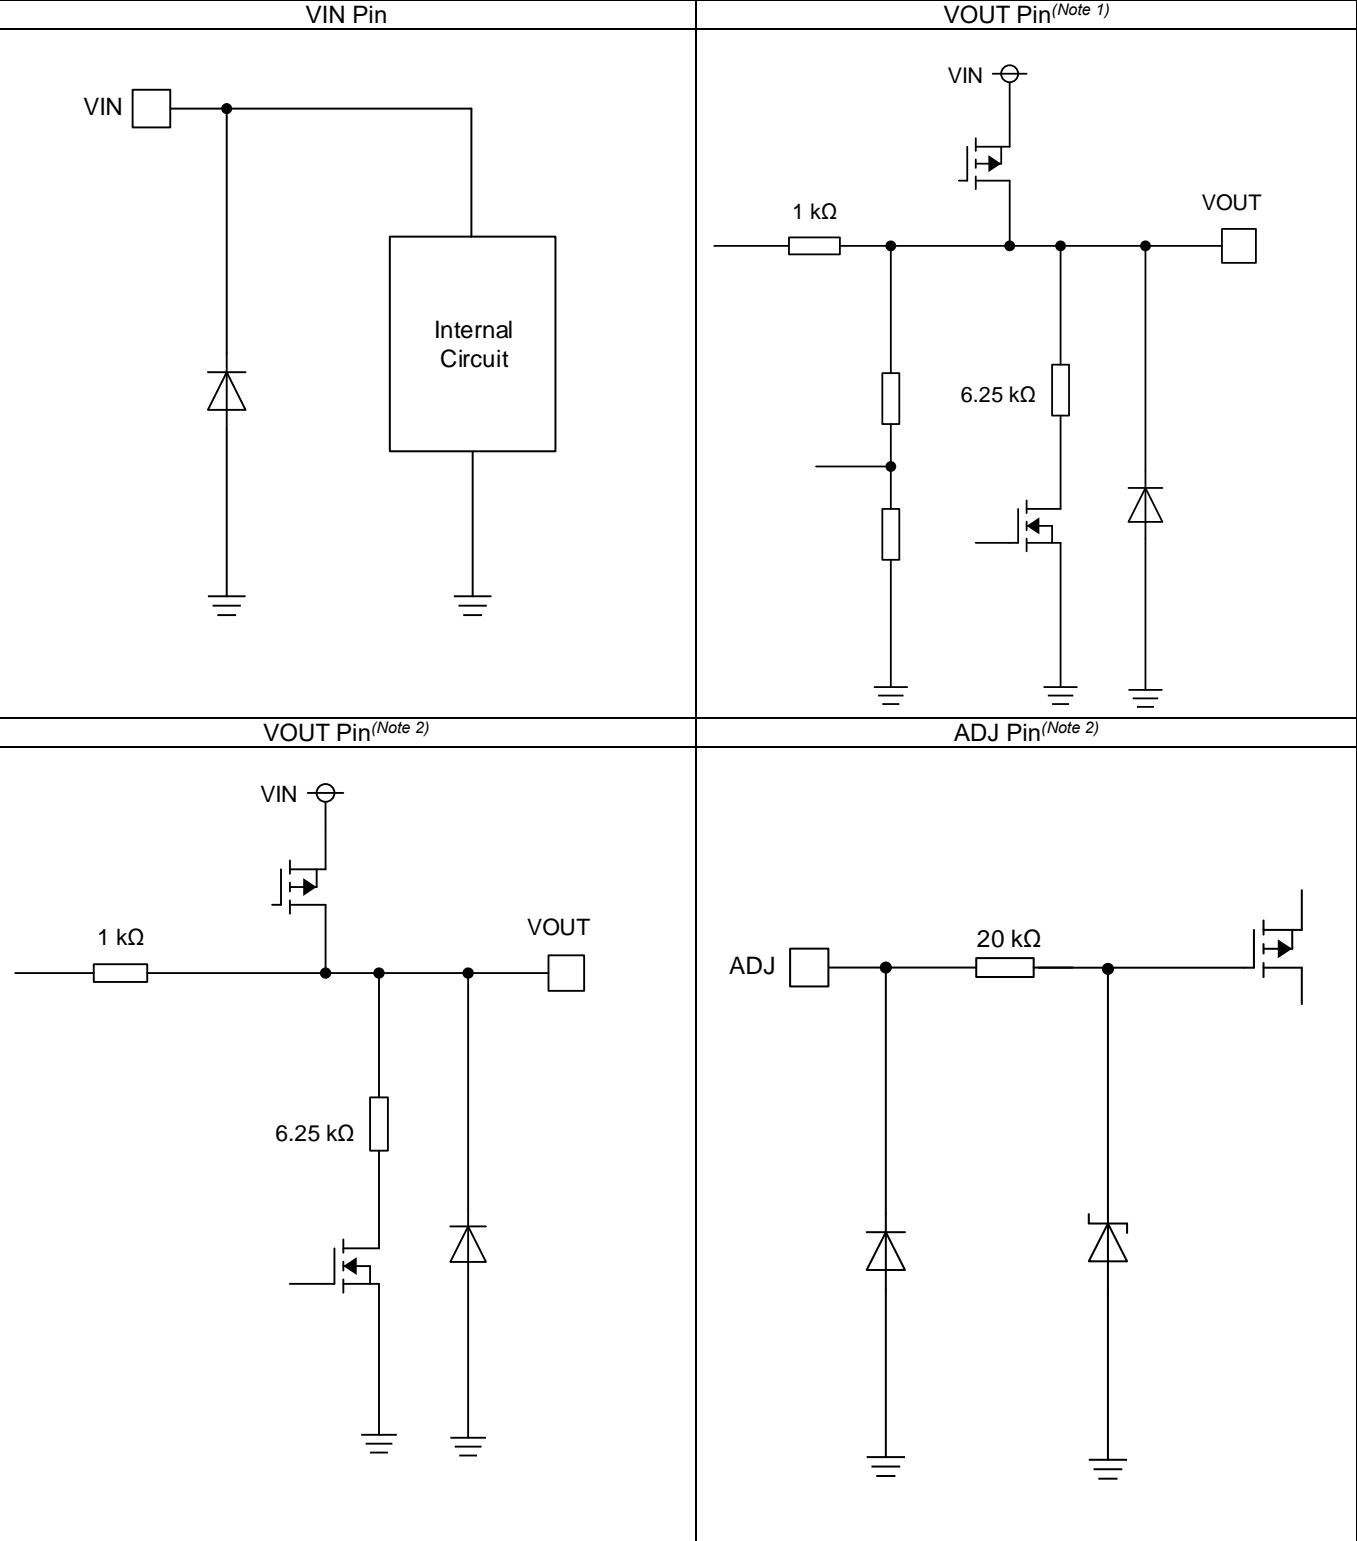 VIN Pin
VOUT Pin(Note 1)
VIN
Internal
Circuit
VIN
1 kΩ
VOUT
6.25 kΩ
VOUT Pin(Note 2)
ADJ Pin(Note 2)
VIN
1 kΩ
VOUT
6.25 kΩ
ADJ
20 kΩ